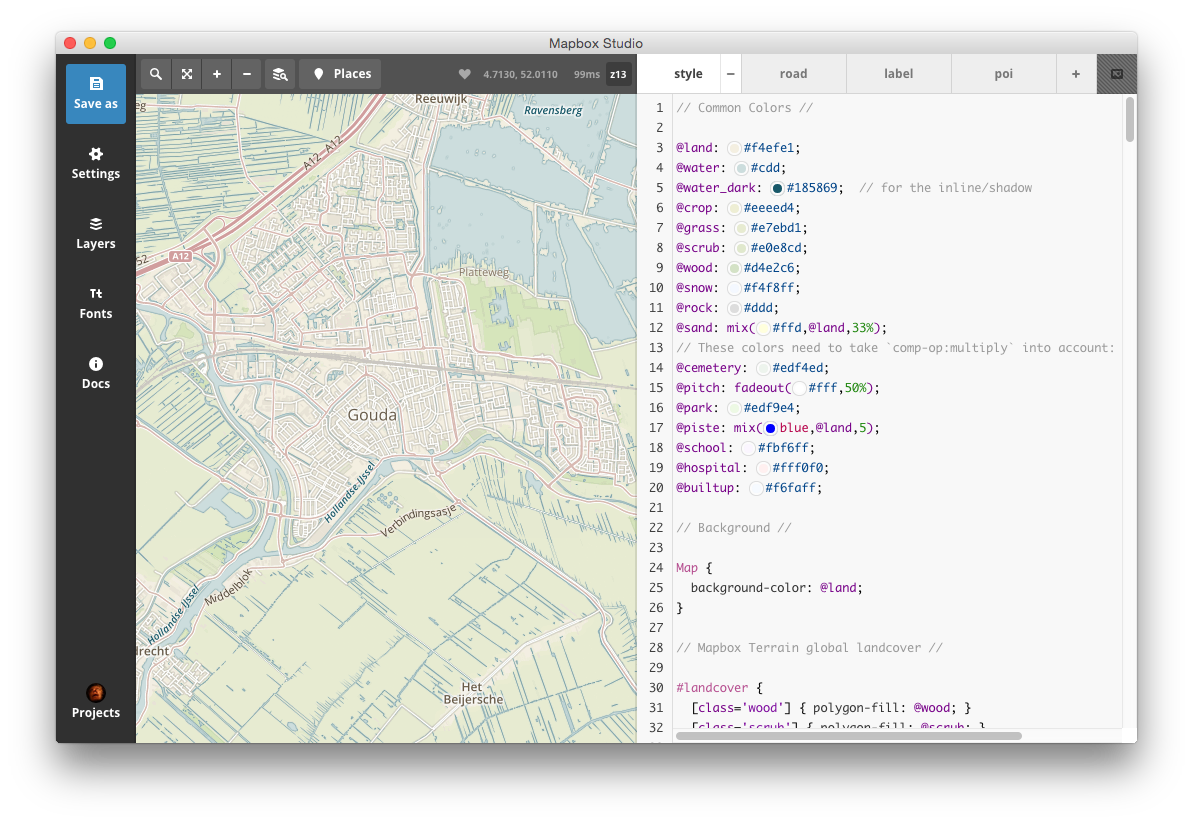 Mapbox Studio
Save as
Settings
Layers
Tt
Fonts
Docs
Projects
Places
4.7130, 52.0110 99ms z13
style
road
label
poi
eg
Reeuwijk
Ravensberg
A12 A12
A12
52
Platteweg
Gouda
Hollandse IJssel
Verbindingsasje
Middelblok
Hollandse IJssel
drecht
Het
Beijersche
1 // Common Colors //
2
3 @land: #f4efe1;
4 @water: #cdd;
5 @water_dark: #185869; // for the inline/shadow
6 @crop: #eeeed4;
7 @grass: #e7ebd1;
8 @scrub: #e0e8cd;
9 @wood: #d4e2c6;
10 @snow: #f4f8ff;
11 @rock: #ddd;
12 @sand: mix(#ffd,@land,33%);
13 // These colors need to take `comp-op:multiply` into account:
14 @cemetery: #edf4ed;
15 @pitch: fadeout(#fff,50%);
16 @park: #edf9e4;
17 @piste: mix(blue,@land,5);
18 @school: #fbf6ff;
19 @hospital: #fff0f0;
20 @builtup: #f6faff;
21
22 // Background //
23
24 Map {
25 background-color: @land;
26 }
27
28 // Mapbox Terrain global landcover //
29
30 #landcover {
31 [class='wood'] { polygon-fill: @wood; }
32 [class='scrub'] { polygon-fill: @scrub; }